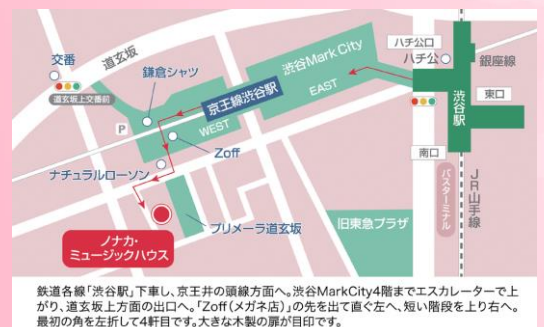 交番
道玄坂
道玄坂上交番前
鎌倉シャツ
渋谷Mark City
京王線渋谷駅
EAST
WEST
P
Zoff
ナチュラルローソン
プリメーラ道玄坂
ノナカ・
ミュージックハウス
ハチ公口
ハチ公
銀座線
渋谷駅
東口
南口
バスターミナル
JR山手線
旧東急プラザ
鉄道各線「渋谷駅」下車し、京王井の頭線方面へ。渋谷MarkCity4階までエスカレーターで上
がり、道玄坂上方面の出口へ。「Zoff(メガネ店)」の先を出て直ぐ左へ、短い階段を上り右へ。
最初の角を左折して4軒目です。大きな木製の扉が目印です。